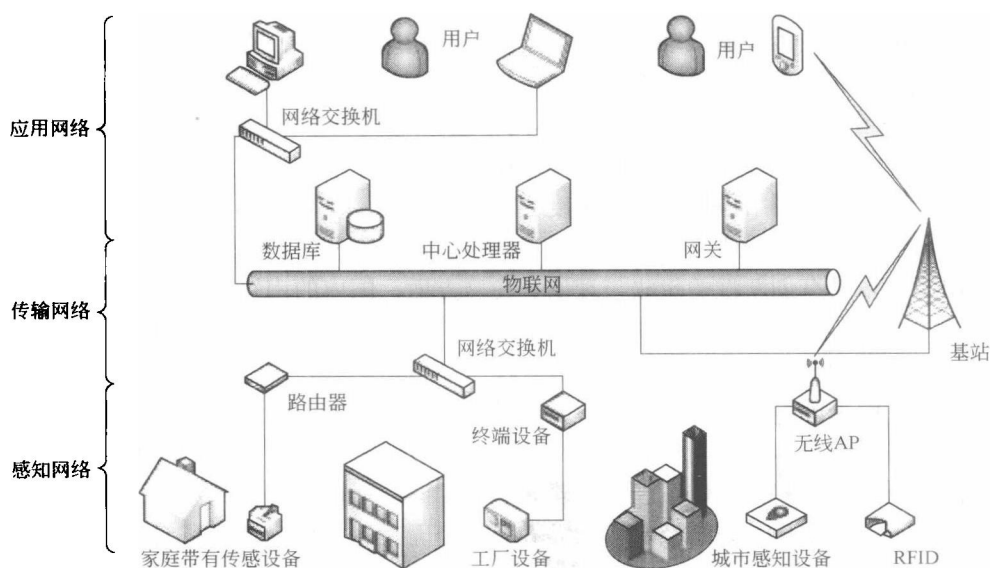 用户
用户
网络交换机
应用网络
数据库
中心处理器
网关
物联网
传输网络
网络交换机
基站
路由器
终端设备
无线AP
感知网络
家庭带有传感设备
工厂设备
城市感知设备
RFID